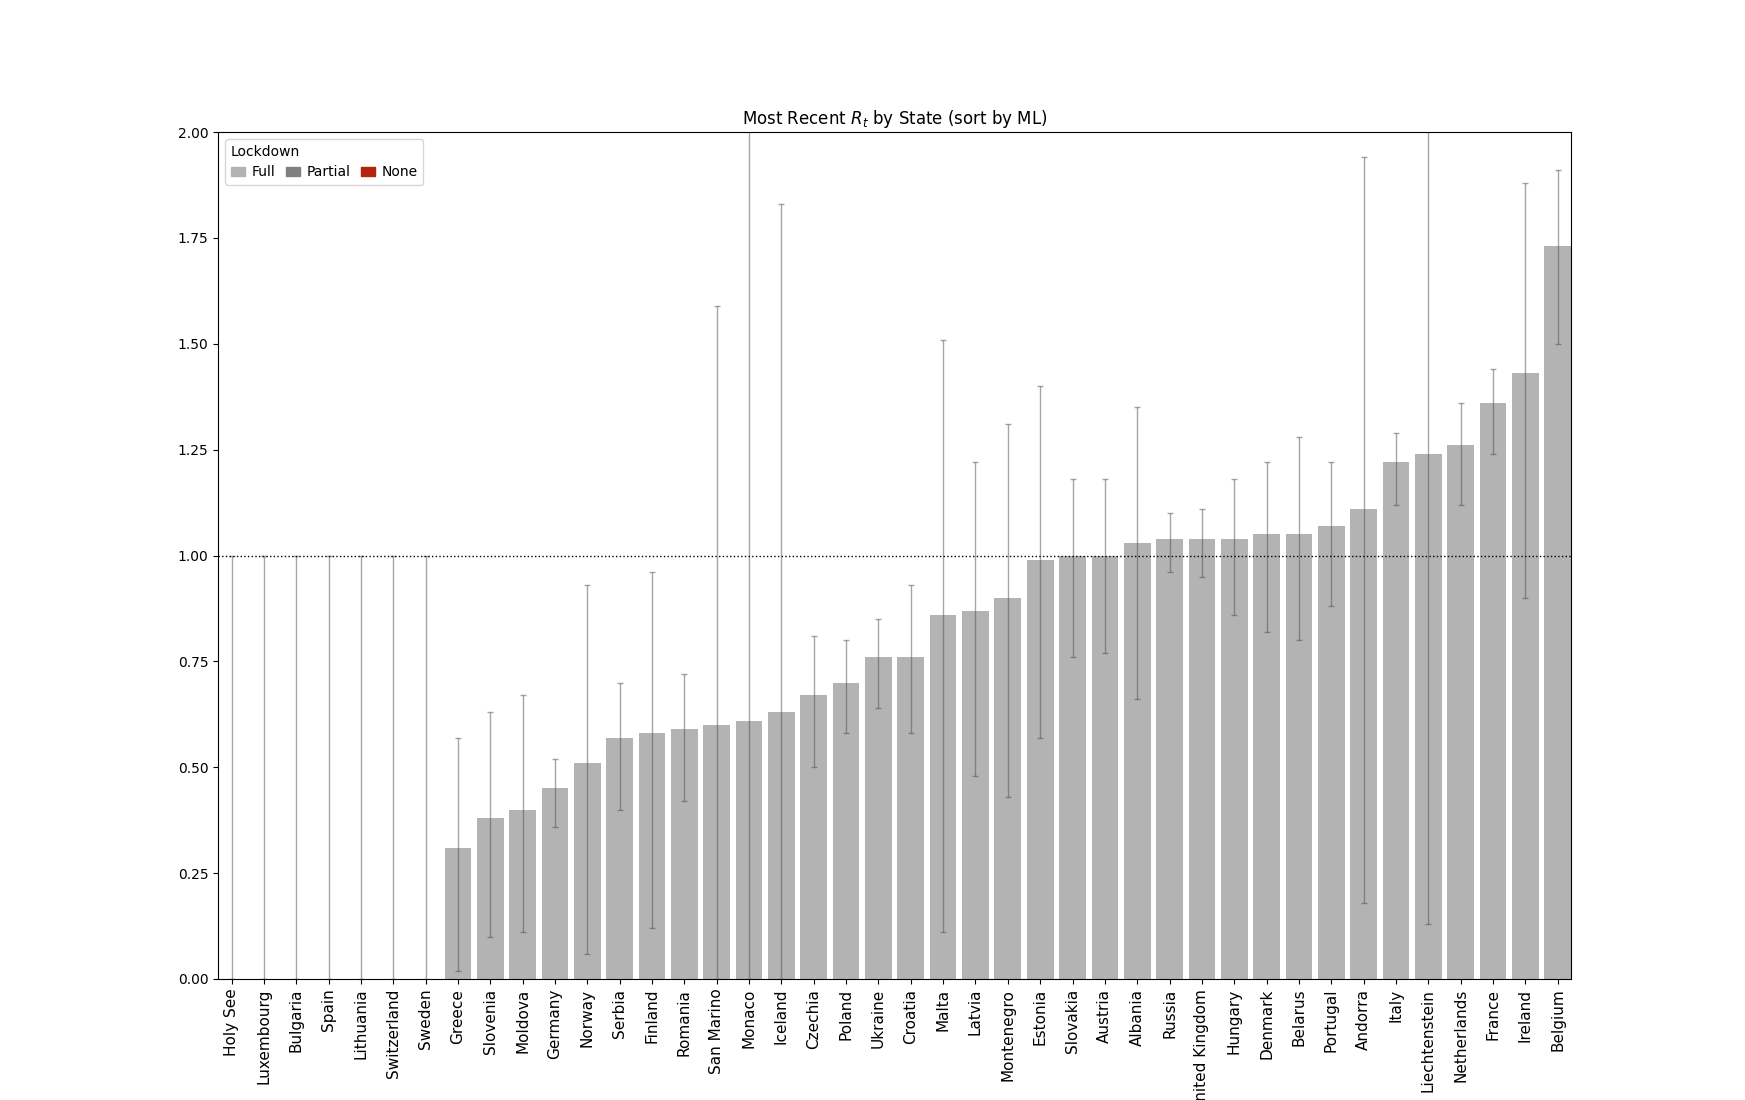 Most Recent R_t by State (sort by ML)
Lockdown
Full Partial None
2.00
1.75
1.50
1.25
1.00
0.75
0.50
0.25
0.00
Holy See
Luxembourg
Bulgaria
Spain
Lithuania
Switzerland
Sweden
Greece
Slovenia
Moldova
Germany
Norway
Serbia
Finland
Romania
San Marino
Monaco
Iceland
Czechia
Poland
Ukraine
Croatia
Malta
Latvia
Montenegro
Estonia
Slovakia
Austria
Albania
Russia
nited Kingdom
Hungary
Denmark
Belarus
Portugal
Andorra
Italy
Liechtenstein
Netherlands
France
Ireland
Belgium